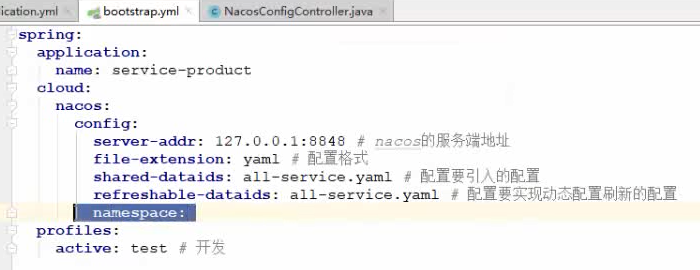 ication.yml bootstrap.yml NacosConfigController.java
spring:
application:
name: service-product
cloud:
nacos:
config:
server-addr: 127.0.0.1:8848 # nacos的服务端地址
file-extension: yaml # 配置格式
shared-dataids: all-service.yaml # 配置要引入的配置
refreshable-dataids: all-service.yaml # 配置要实现动态配置刷新的配置
namespace:
profiles:
active: test # 开发